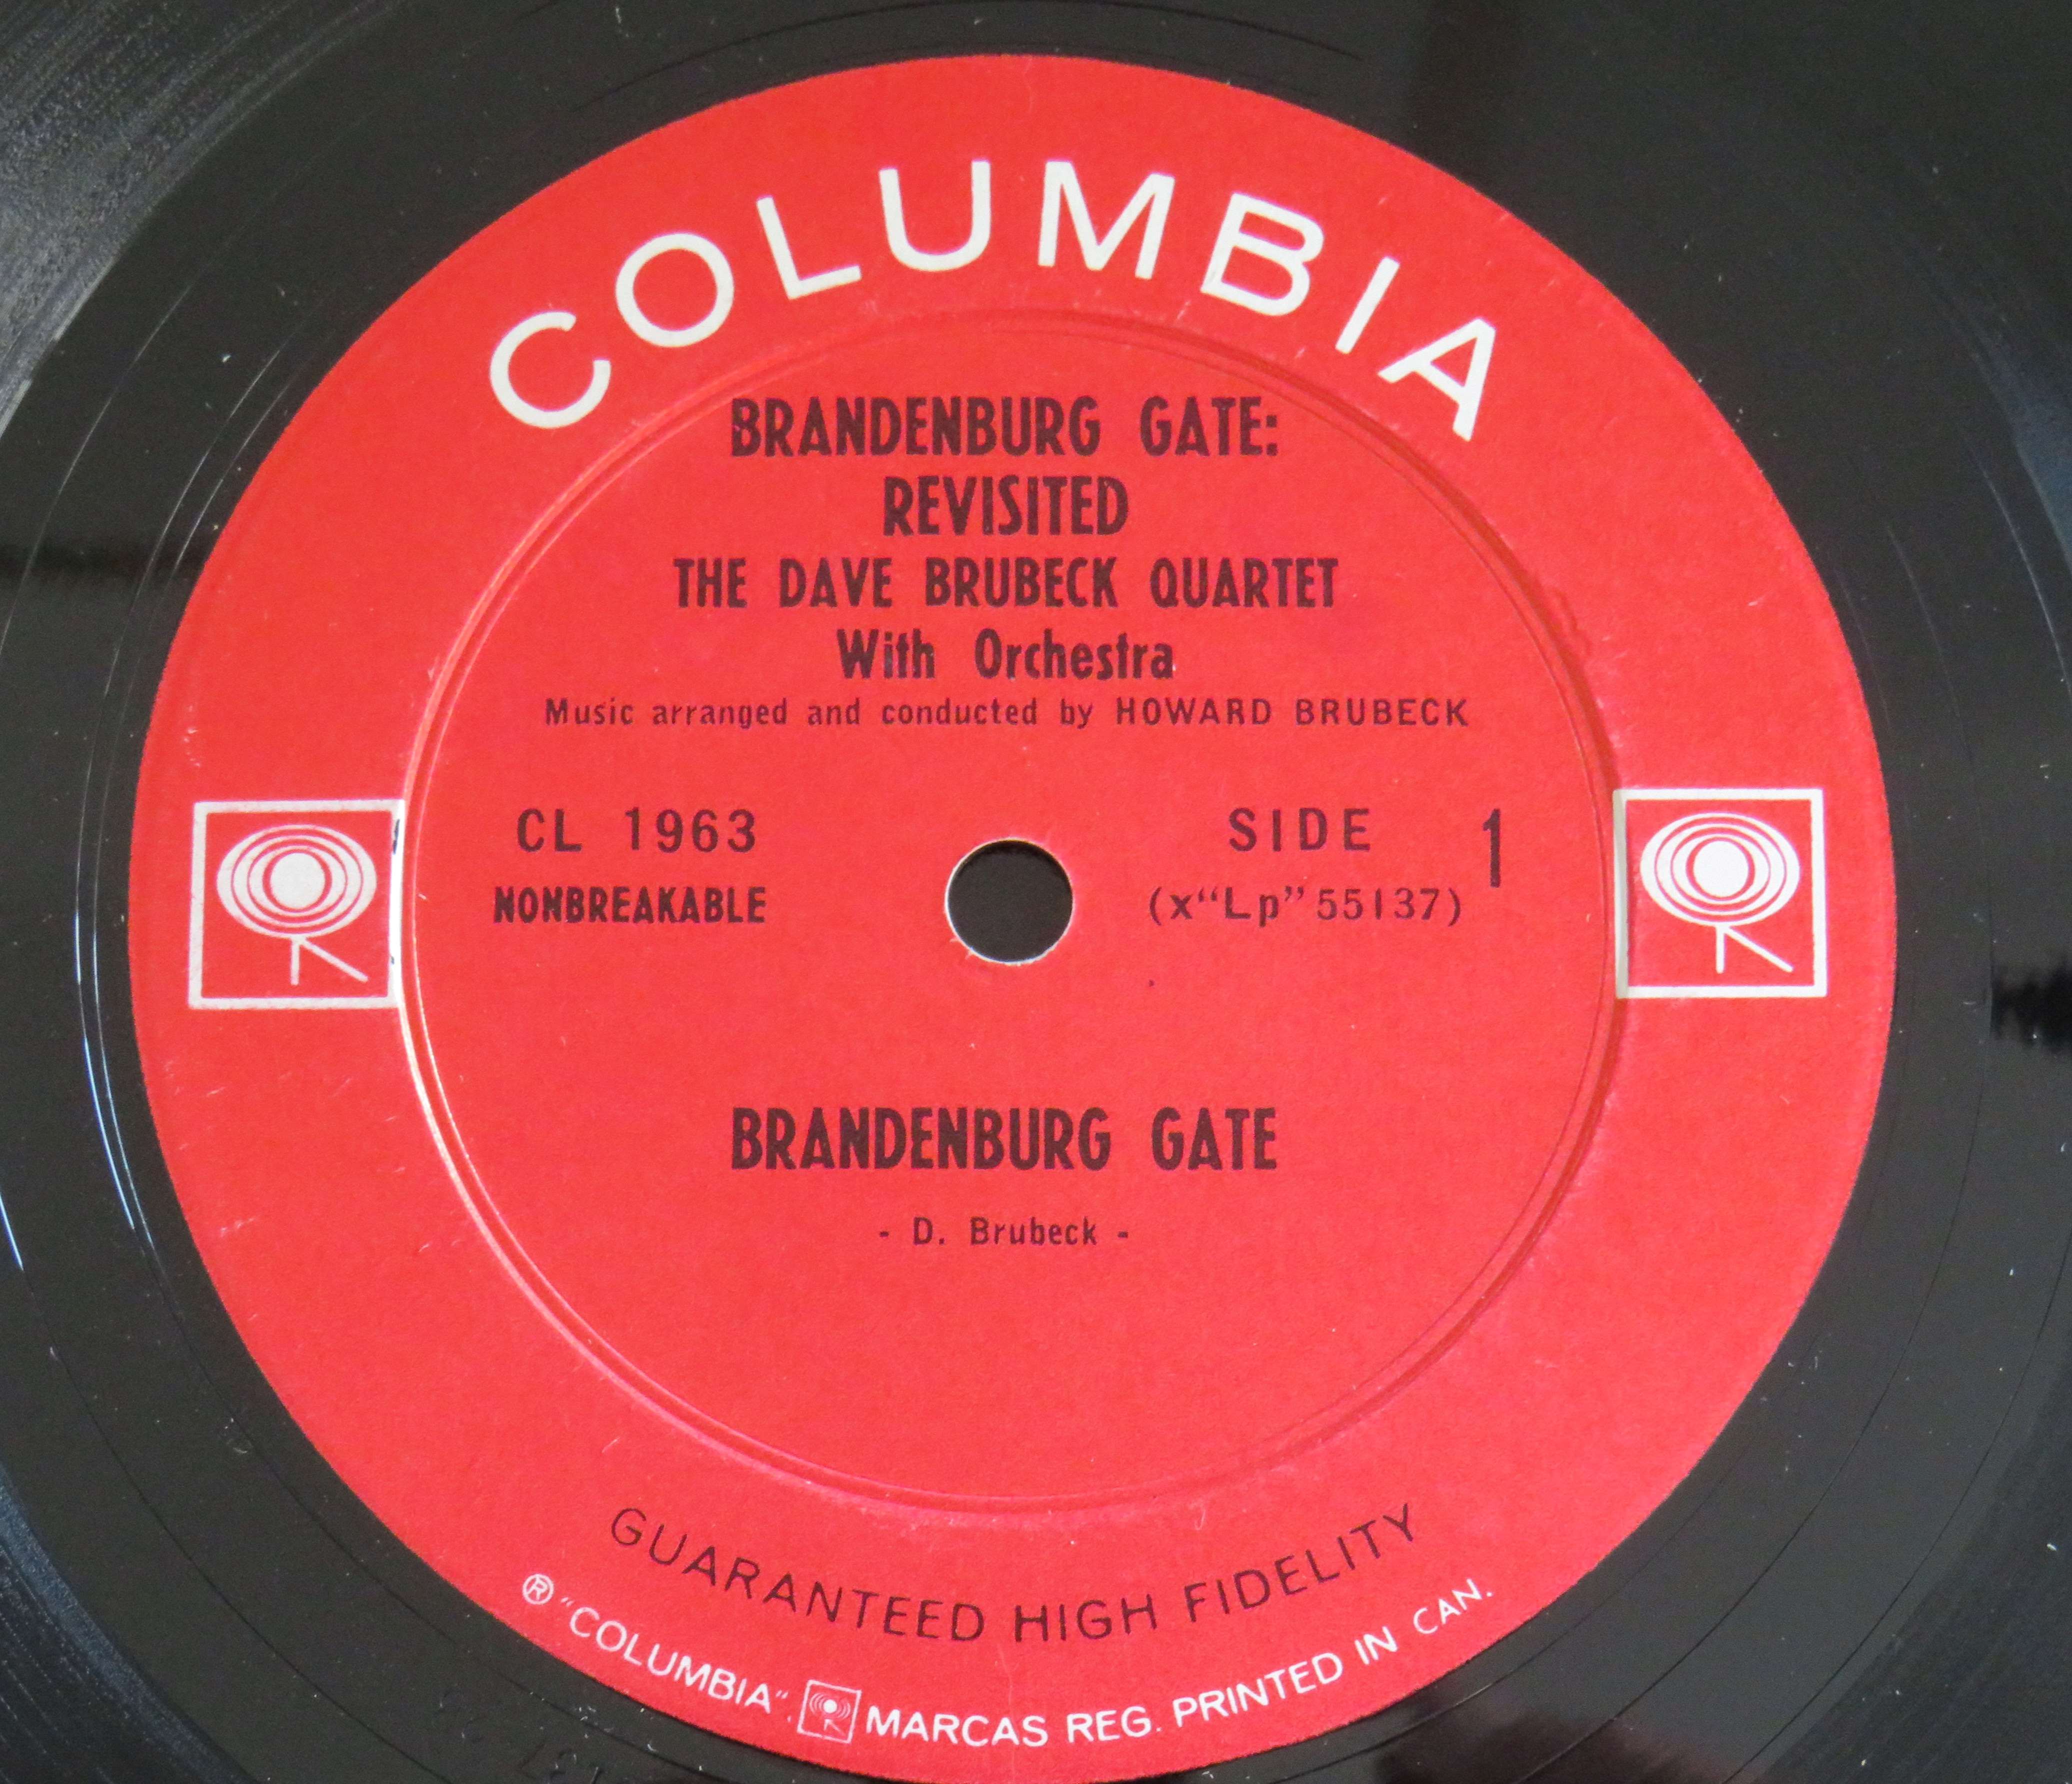 COLUMBIA
BRANDENBURG GATE:
REVISITED
THE DAVE BRUBECK QUARTET
With Orchestra
Music arranged and conducted by HOWARD BRUBECK
CL 1963
NONBREAKABLE
SIDE 1
(x“Lp” 55137)
BRANDENBURG GATE
- D. Brubeck -
GUARANTEED HIGH FIDELITY
® "COLUMBIA", MARCAS REG. PRINTED IN CAN.